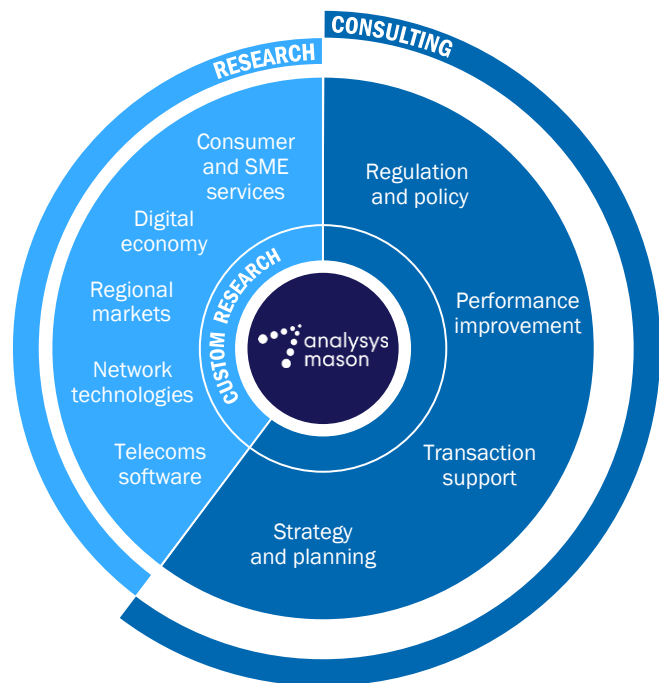 RESEARCH
CONSULTING
Consumer
and SME
services
Digital
economy
Regional
markets
Network
technologies
Telecoms
software
CUSTOM RESEARCH
analysys
mason
Regulation
and policy
Performance
improvement
Transaction
support
Strategy
and planning